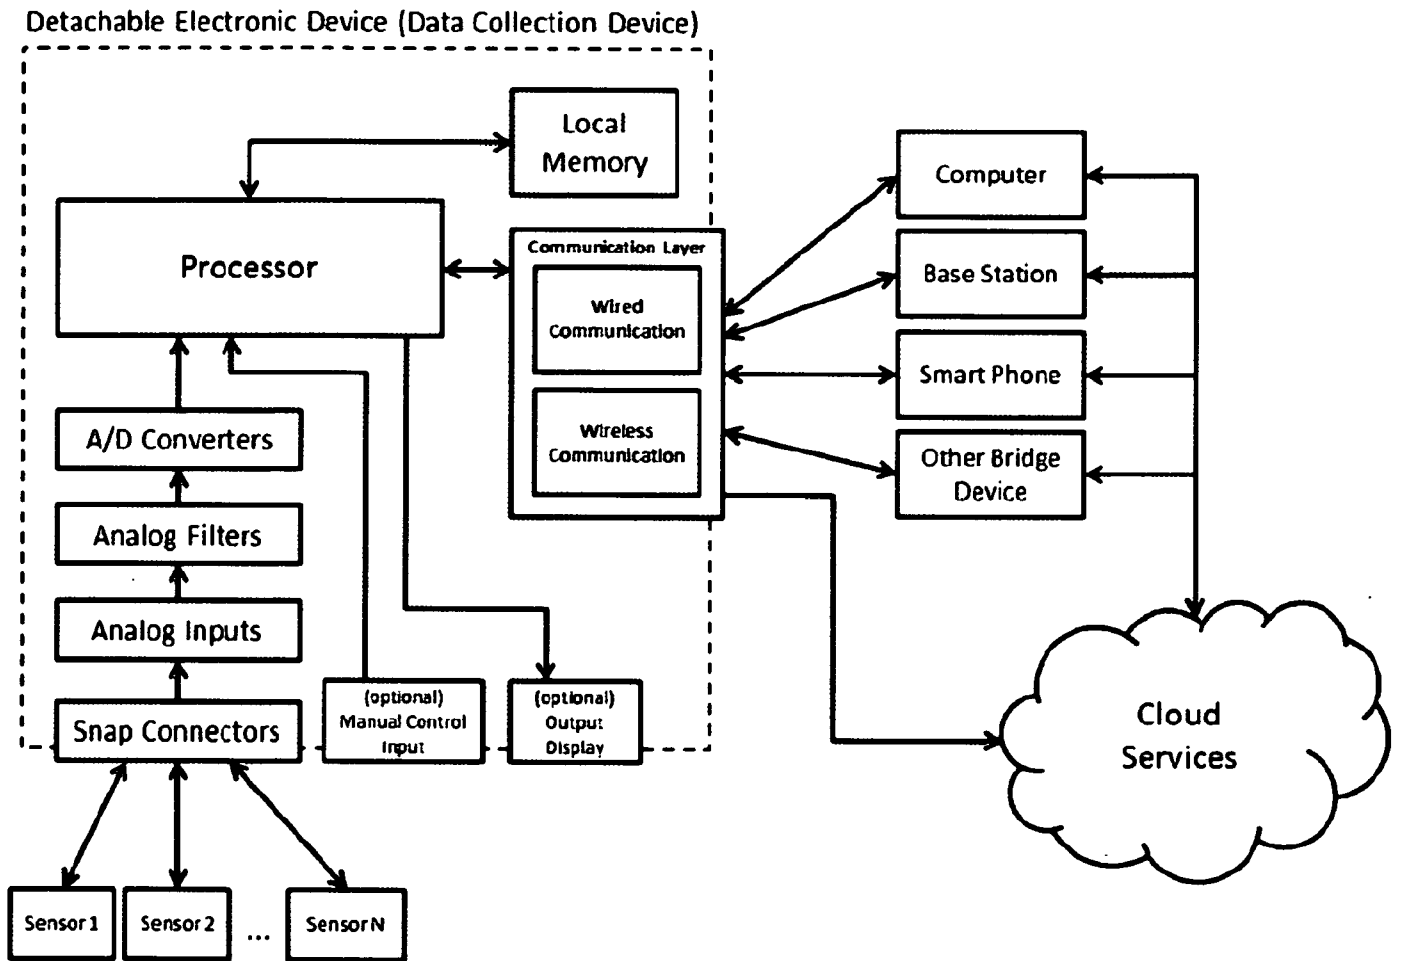 Detachable Electronic Device (Data Collection Device)
Local
Memory
Processor
Communication Layer
Wired
Communication
Wireless
Communication
Computer
Base Station
Smart Phone
Other Bridge
Device
A/D Converters
Analog Filters
Analog Inputs
Snap Connectors
(optional)
Manual Control
Input
(optional)
Output
Display
Cloud
Services
Sensor 1
Sensor 2
...
Sensor N